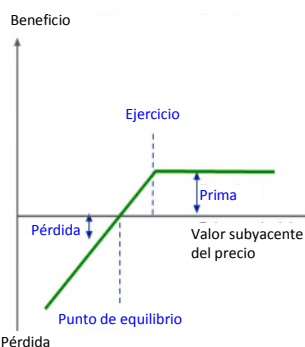 Beneficio
Ejercicio
Prima
Pérdida
Valor subyacente
del precio
Punto de equilibrio
Pérdida